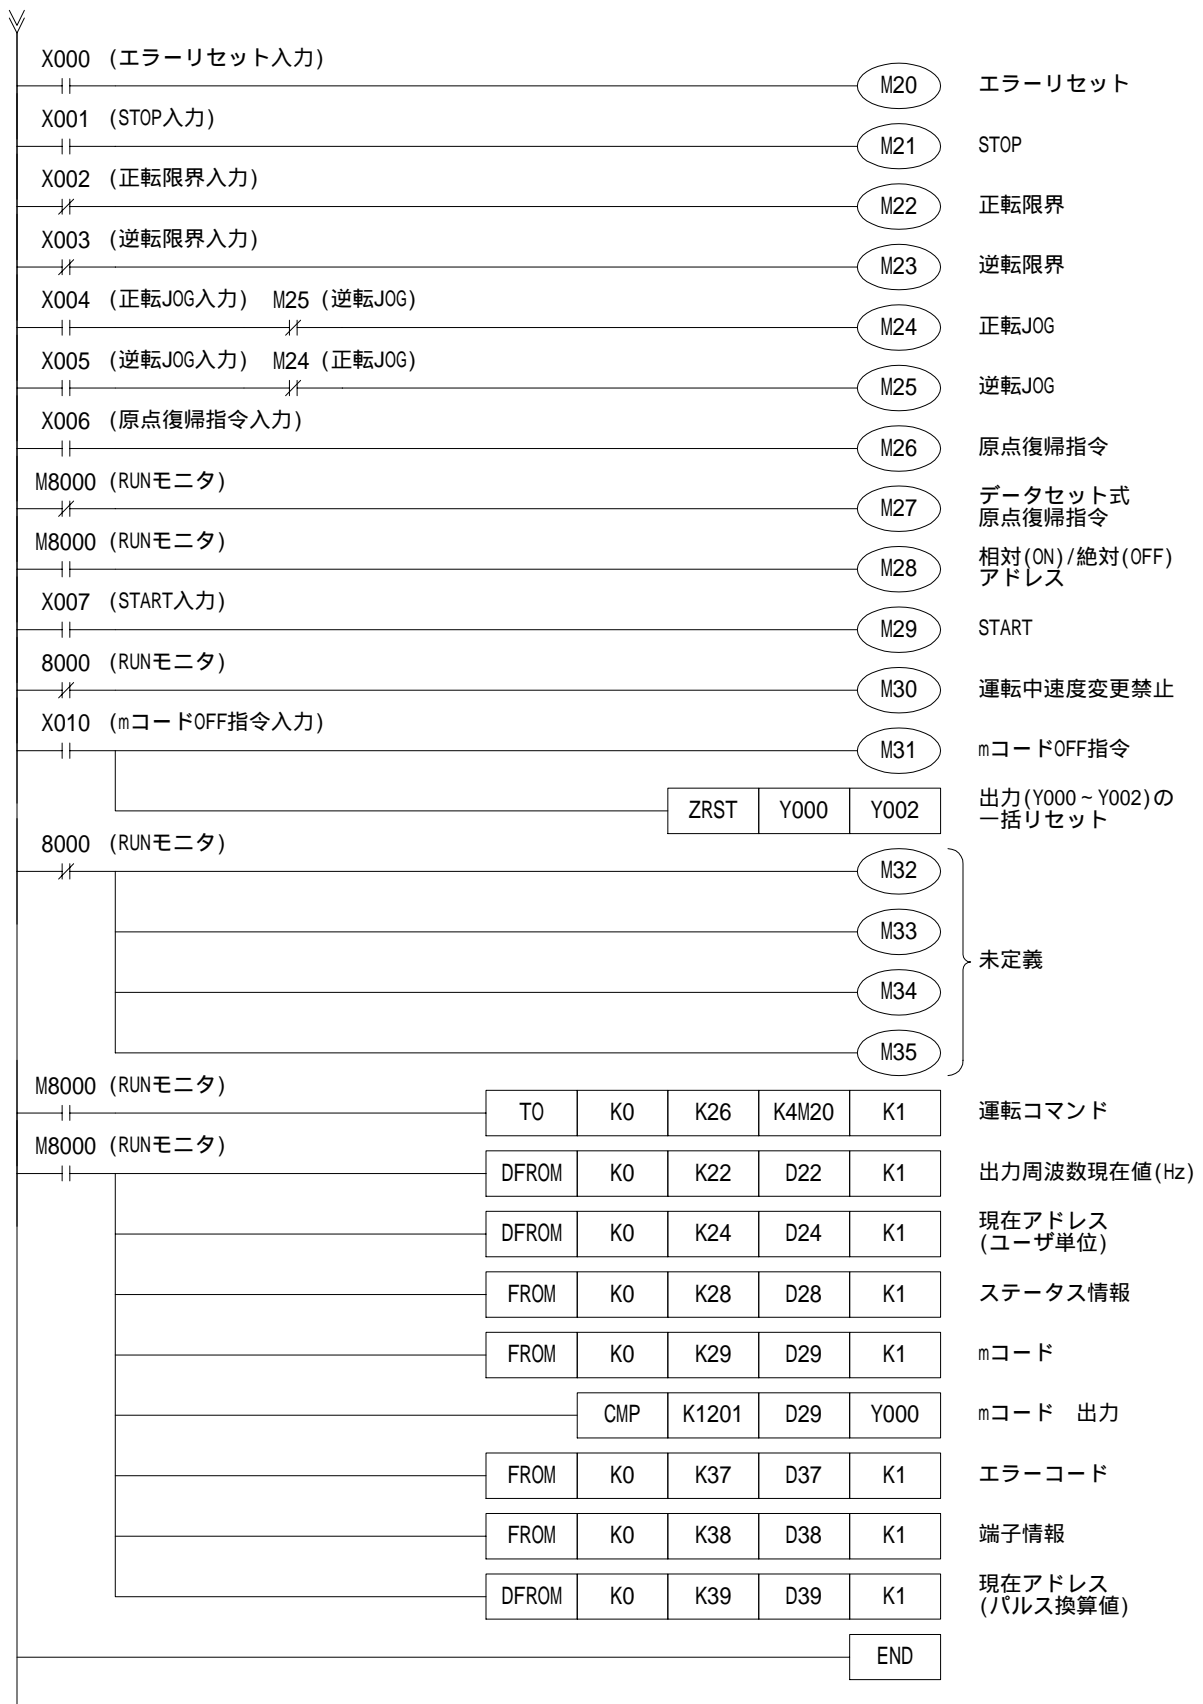 X000 (エラーリセット入力)
M20 エラーリセット
X001 (STOP入力)
M21 STOP
X002 (正転限界入力)
M22 正転限界
X003 (逆転限界入力)
M23 逆転限界
X004 (正転JOG入力) M25 (逆転JOG)
M24 正転JOG
X005 (逆転JOG入力) M24 (正転JOG)
M25 逆転JOG
X006 (原点復帰指令入力)
M26 原点復帰指令
M8000 (RUNモニタ)
M27 データセット式
原点復帰指令
M8000 (RUNモニタ)
M28 相対(ON)/絶対(OFF)
アドレス
X007 (START入力)
M29 START
8000 (RUNモニタ)
M30 運転中速度変更禁止
X010 (mコードOFF指令入力)
M31 mコードOFF指令
ZRST Y000 Y002 出力(Y000~Y002)の
一括リセット
8000 (RUNモニタ)
M32
M33
未定義
M34
M35
M8000 (RUNモニタ)
TO K0 K26 K4M20 K1 運転コマンド
M8000 (RUNモニタ)
DFROM K0 K22 D22 K1 出力周波数現在値(Hz)
DFROM K0 K24 D24 K1 現在アドレス
(ユーザ単位)
FROM K0 K28 D28 K1 ステータス情報
FROM K0 K29 D29 K1 mコード
CMP K1201 D29 Y000 mコード 出力
FROM K0 K37 D37 K1 エラーコード
FROM K0 K38 D38 K1 端子情報
DFROM K0 K39 D39 K1 現在アドレス
(パルス換算値)
END